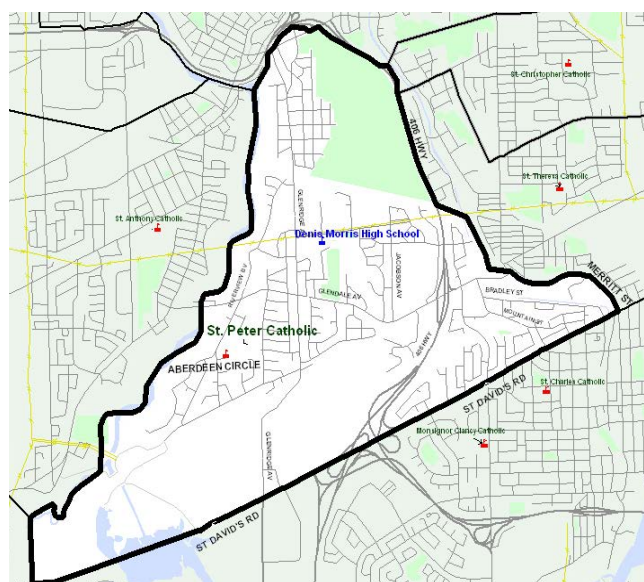 St. Christopher Catholic
406 HWY
St. Theresa Catholic
GLENRIDGE
St. Anthony Catholic
Denis Morris High School
JACOBSON AV
RIVERVIEW BV
MERRITT ST
GLENDALE AV
BRADLEY ST
MOUNTAIN ST
St. Peter Catholic
406 HWY
ABERDEEN CIRCLE
St. Charles Catholic
ST DAVID'S RD
Monsignor Clancy Catholic
GLENRIDGE AV
ST DAVID'S RD